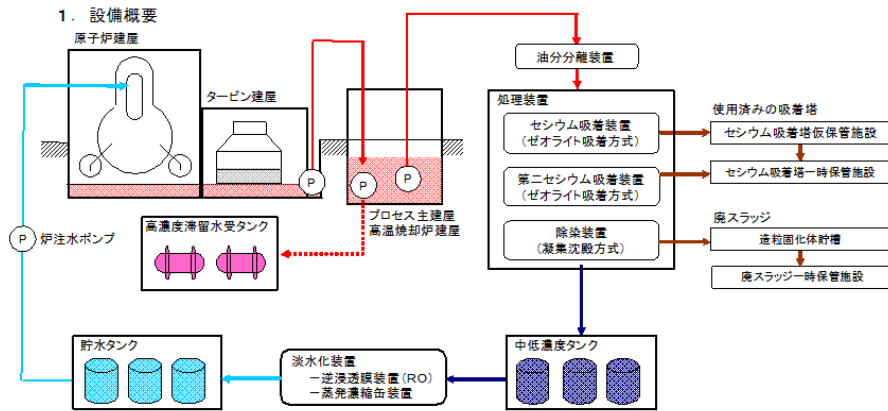 1. 設備概要
原子炉建屋
タービン建屋
油分分離装置
処理装置
セシウム吸着装置
(ゼオライト吸着方式)
第二セシウム吸着装置
(ゼオライト吸着方式)
除染装置
(凝集沈殿方式)
使用済みの吸着塔
セシウム吸着塔仮保管施設
セシウム吸着塔一時保管施設
廃スラッジ
造粒固化体貯槽
廃スラッジ一時保管施設
P
P
P
プロセス主建屋
高温焼却炉建屋
高濃度滞留水受タンク
P
炉注水ポンプ
貯水タンク
淡水化装置
－逆浸透膜装置(RO)
－蒸発濃縮缶装置
中低濃度タンク